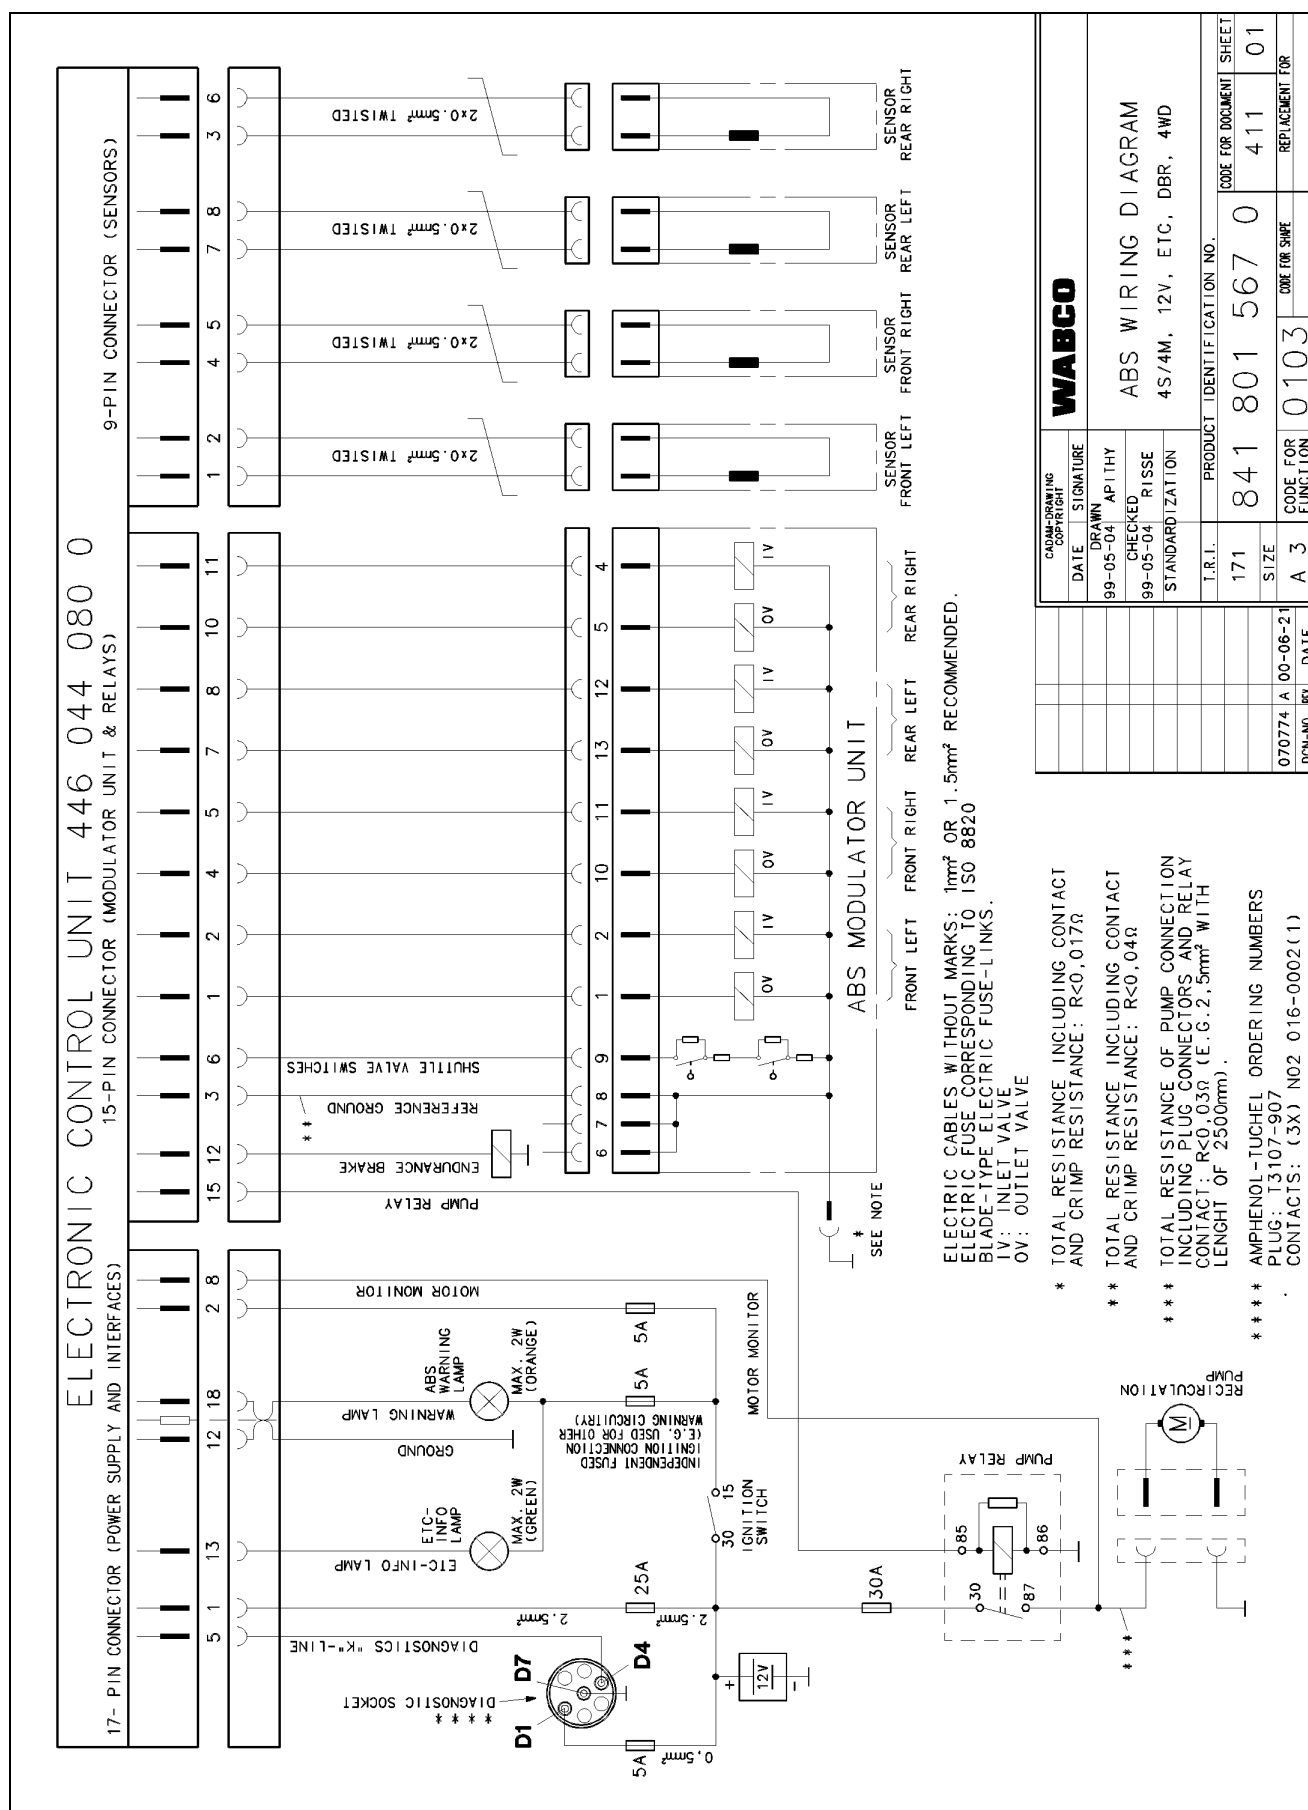 ELECTRONIC CONTROL UNIT 446 044 080 0
17- PIN CONNECTOR (POWER SUPPLY AND INTERFACES)
15-PIN CONNECTOR (MODULATOR UNIT & RELAYS)
9-PIN CONNECTOR (SENSORS)
5 1 13 12 18 2 8
15 12 3 6 1 2 4 5 7 8 10 11
1 2 4 5 7 8 3 6
DIAGNOSTICS "K"-LINE
ETC-INFO LAMP
GROUND
WARNING LAMP
MOTOR MONITOR
PUMP RELAY
ENDURANCE BRAKE
REFERENCE GROUND
**
SHUTTLE VALVE SWITCHES
2x0.5mm² TWISTED
2x0.5mm² TWISTED
2x0.5mm² TWISTED
2x0.5mm² TWISTED
****
DIAGNOSTIC SOCKET
D1
D7
D4
5A
0,5mm²
2.5mm²
25A
2.5mm²
ETC-
INFO
LAMP
MAX. 2W
(GREEN)
ABS
WARNING
LAMP
MAX. 2W
(ORANGE)
INDEPENDENT FUSED
IGNITION CONNECTION
(E.G. USED FOR OTHER
WARNING CIRCUITRY)
5A
5A
30 15
IGNITION
SWITCH
MOTOR MONITOR
+ 12V -
30A
PUMP RELAY
30 85
87 86
***
RECIRCULATION
PUMP
M
6 7 8 9 1 2 10 11 13 12 5 4
OV IV OV IV OV IV OV IV
ABS MODULATOR UNIT
*
SEE NOTE
FRONT LEFT
FRONT RIGHT
REAR LEFT
REAR RIGHT
SENSOR
FRONT LEFT
SENSOR
FRONT RIGHT
SENSOR
REAR LEFT
SENSOR
REAR RIGHT
ELECTRIC CABLES WITHOUT MARKS: 1mm² OR 1.5mm² RECOMMENDED.
ELECTRIC FUSE CORRESPONDING TO ISO 8820
BLADE-TYPE ELECTRIC FUSE-LINKS.
IV: INLET VALVE
OV: OUTLET VALVE
* TOTAL RESISTANCE INCLUDING CONTACT
AND CRIMP RESISTANCE: R<0,017Ω
** TOTAL RESISTANCE INCLUDING CONTACT
AND CRIMP RESISTANCE: R<0,04Ω
*** TOTAL RESISTANCE OF PUMP CONNECTION
INCLUDING PLUG CONNECTORS AND RELAY
CONTACT: R<0,03Ω (E.G.2,5mm² WITH
LENGHT OF 2500mm).
**** AMPHENOL-TUCHEL ORDERING NUMBERS
PLUG: T3107-907
CONTACTS: (3X) N02 016-0002(1)
070774 A 00-06-21
DCN-NO REV DATE
CADAM-DRAWING
COPYRIGHT
DATE SIGNATURE
DRAWN
99-05-04 APITHY
CHECKED
99-05-04 RISSE
STANDARDIZATION
WABCO
ABS WIRING DIAGRAM
4S/4M, 12V, ETC, DBR, 4WD
T.R.I. PRODUCT IDENTIFICATION NO.
171 841 801 567 0
CODE FOR DOCUMENT SHEET
411 01
SIZE
A 3
CODE FOR
FUNCTION 0103
CODE FOR SHAPE
REPLACEMENT FOR